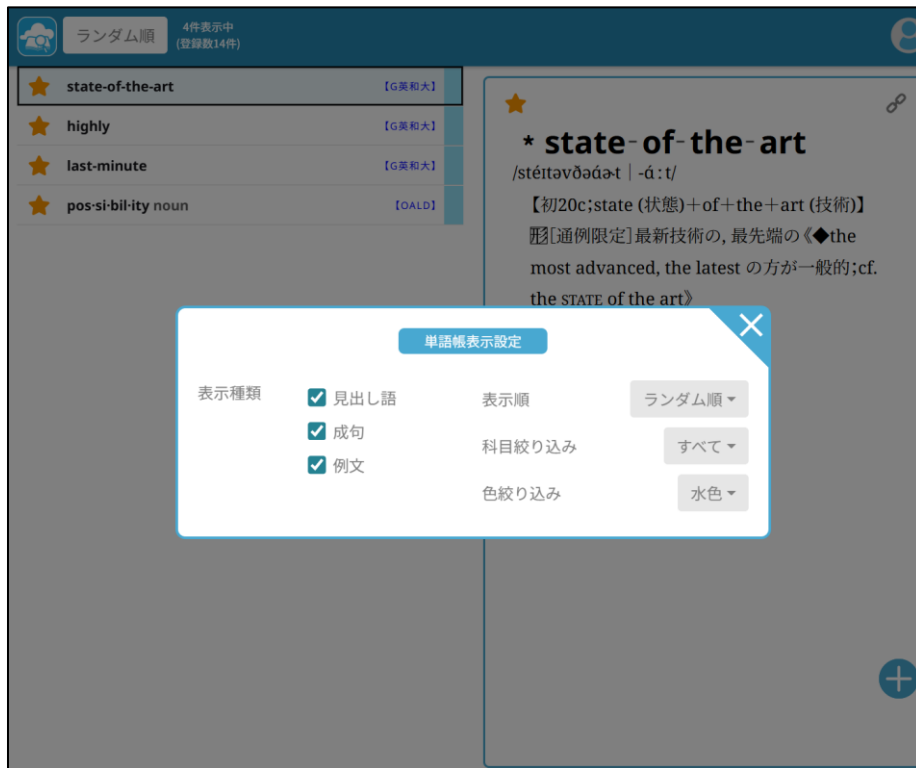 ランダム順
4件表示中
(登録数14件)
state-of-the-art 【G英和大】
highly 【G英和大】
last-minute 【G英和大】
pos·si·bil·ity noun 【OALD】
* state-of-the-art
/stéɪtəvðəɑ́ɚt | -ɑ́ːt/
【初20c;state (状態)+of+the+art (技術)】
形[通例限定]最新技術の, 最先端の《◆the
most advanced, the latest の方が一般的;cf.
the STATE of the art》
単語帳表示設定
表示種類
見出し語
成句
例文
表示順 ランダム順
科目絞り込み すべて
色絞り込み 水色